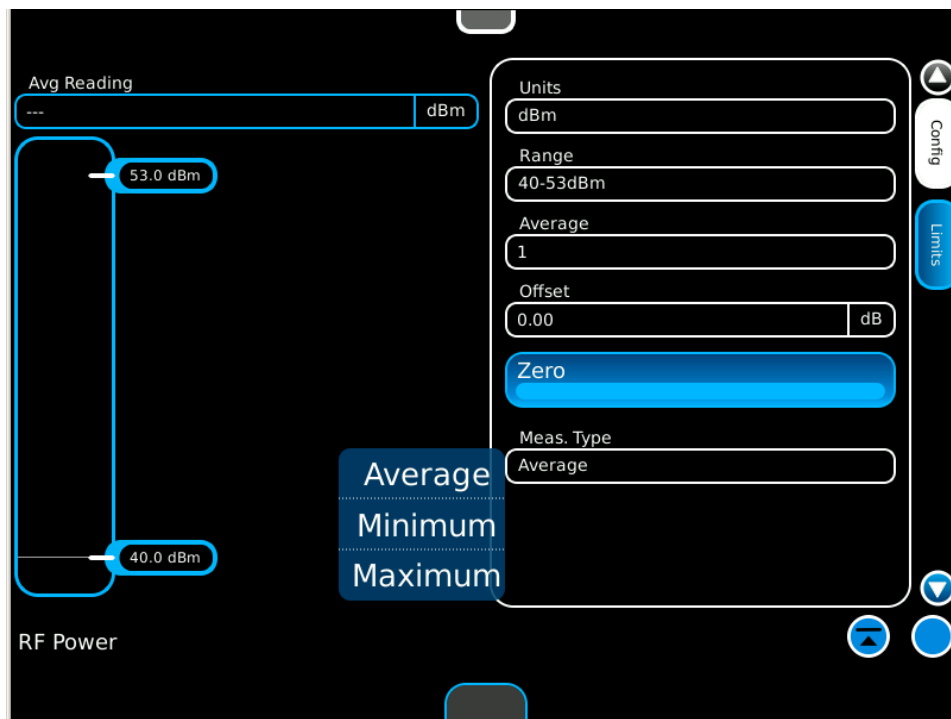 Avg Reading
--- dBm
53.0 dBm
40.0 dBm
Units
dBm
Range
40-53dBm
Average
1
Offset
0.00 dB
Zero
Meas. Type
Average
Average
Minimum
Maximum
Config
Limits
RF Power